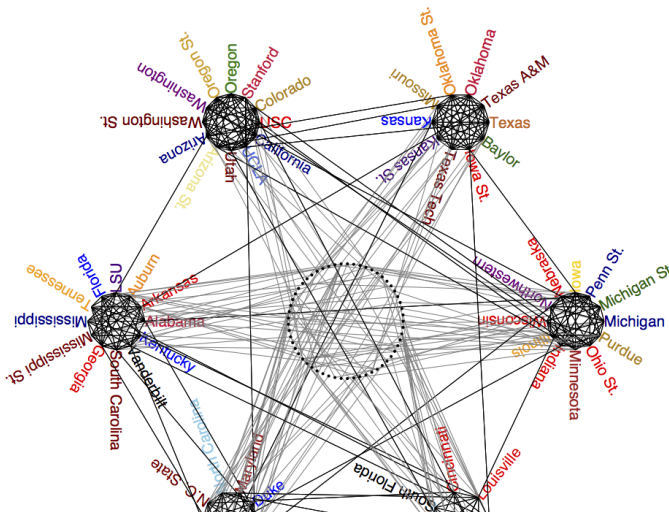 Oregon St.
Oregon
Stanford
Washington
Colorado
Washington St.
USC
Arizona
California
Arizona St.
Utah
UCLA
Oklahoma St.
Oklahoma
Missouri
Texas A&M
Kansas
Texas
Kansas St.
Baylor
Texas Tech
Iowa St.
Tennessee
Florida
LSU
Auburn
Arkansas
Mississippi
Alabama
Mississippi St.
Kentucky
Georgia
South Carolina
Vanderbilt
Northwestern
Nebraska
Iowa
Penn St.
Michigan St.
Wisconsin
Michigan
Illinois
Purdue
Indiana
Ohio St.
Minnesota
N.C. State
North Carolina
Maryland
Duke
South Florida
Cincinnati
Louisville